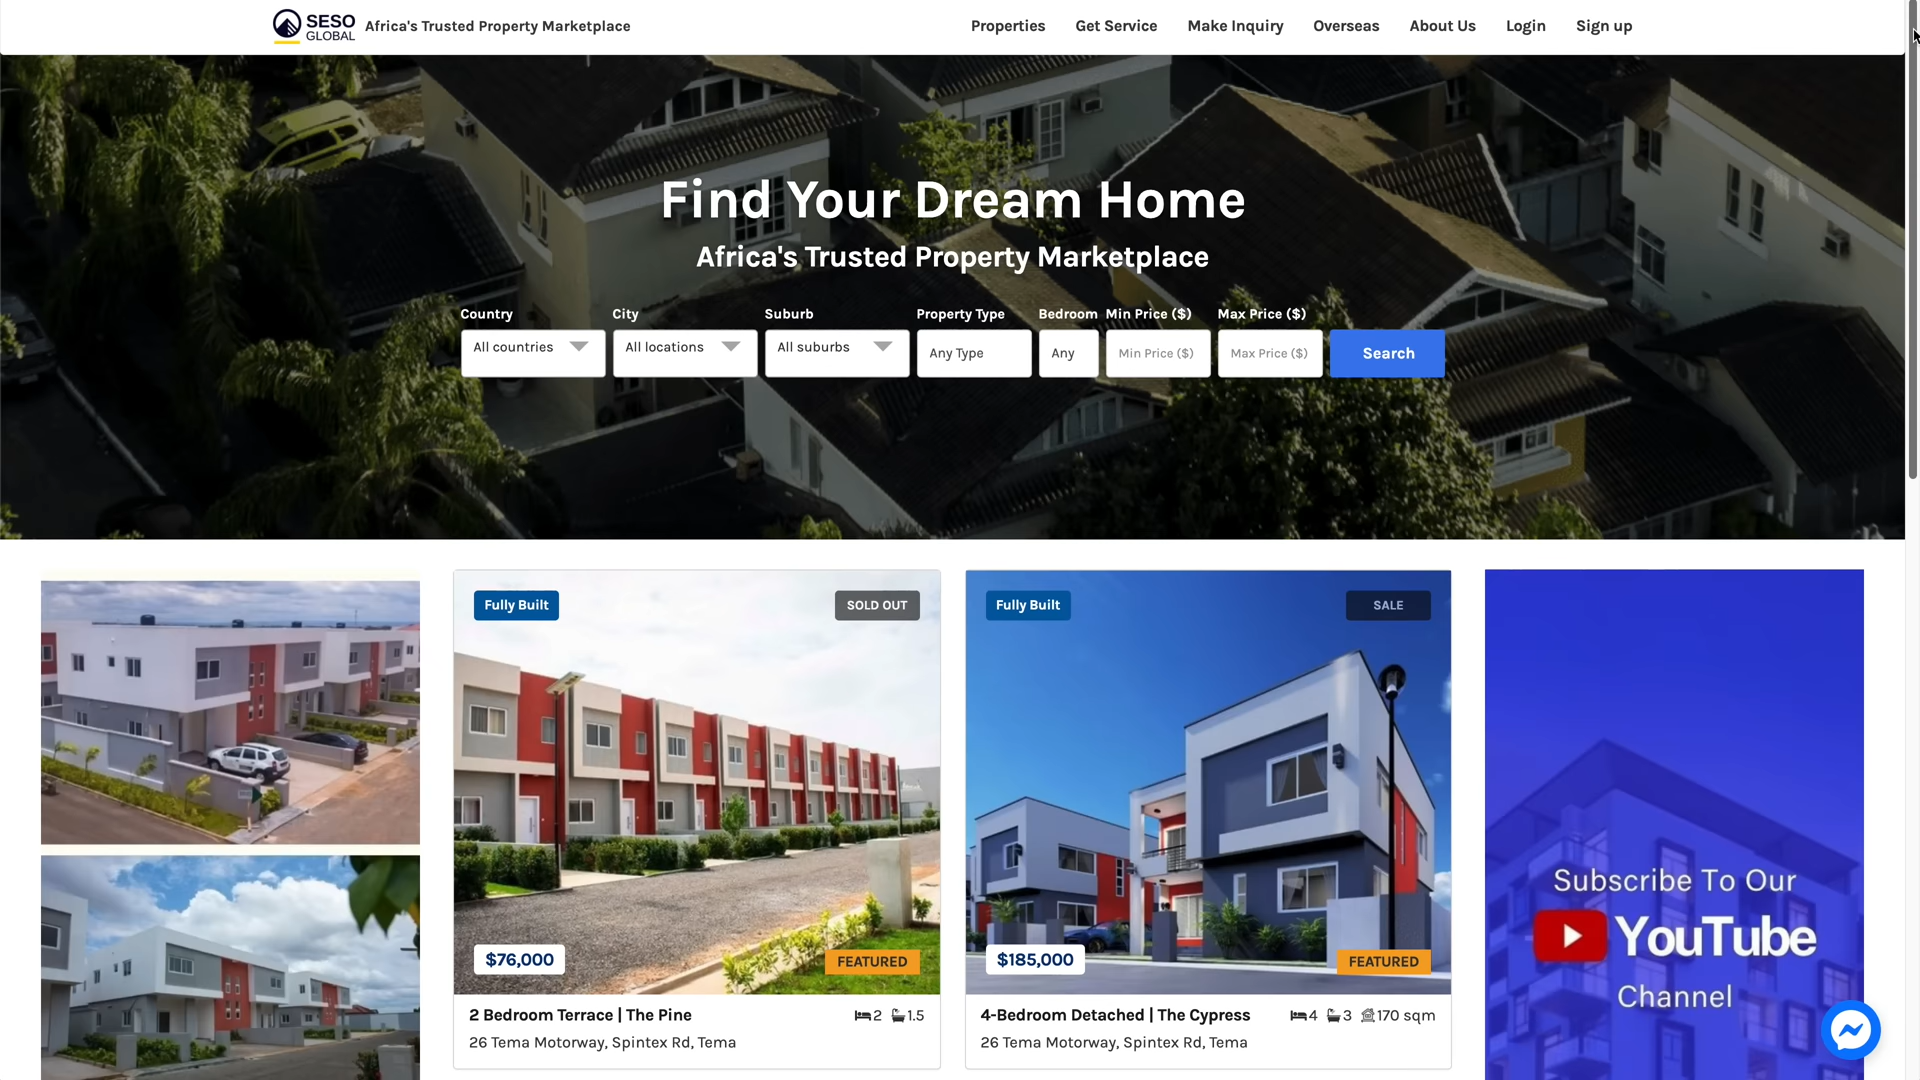 SESO
GLOBAL
Africa's Trusted Property Marketplace
Properties
Get Service
Make Inquiry
Overseas
About Us
Login
Sign up
Find Your Dream Home
Africa's Trusted Property Marketplace
Country
City
Suburb
Property Type
Bedroom
Min Price ($)
Max Price ($)
All countries
All locations
All suburbs
Any Type
Any
Min Price ($)
Max Price ($)
Search
Fully Built
SOLD OUT
$76,000
FEATURED
2 Bedroom Terrace | The Pine
2
1.5
26 Tema Motorway, Spintex Rd, Tema
Fully Built
SALE
$185,000
FEATURED
4-Bedroom Detached | The Cypress
4
3
170 sqm
26 Tema Motorway, Spintex Rd, Tema
Subscribe To Our
YouTube
Channel